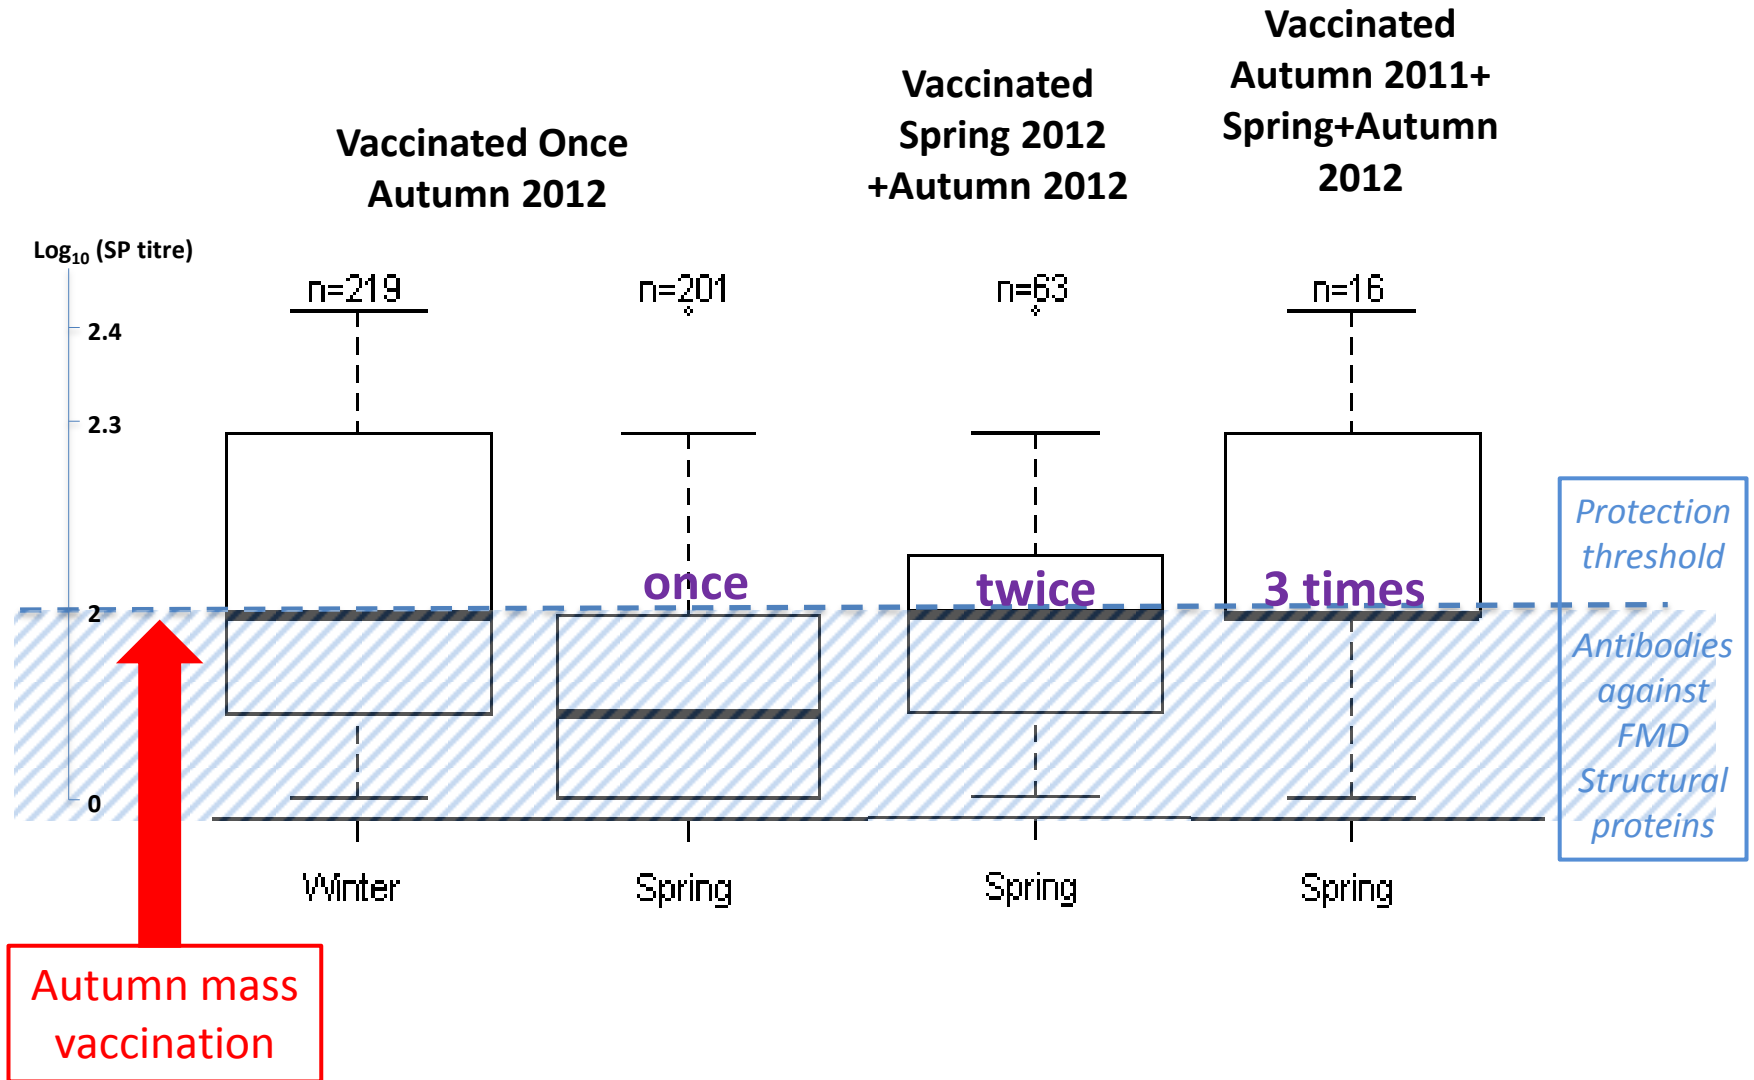 Vaccinated Once
Autumn 2012
Vaccinated
Spring 2012
+Autumn 2012
Vaccinated
Autumn 2011+
Spring+Autumn
2012
Log₁₀ (SP titre)
n=219
n=201
n=63
n=16
2.4
2.3
2
0
once
twice
3 times
Protection
threshold
Antibodies
against
FMD
Structural
proteins
Winter
Spring
Spring
Spring
Autumn mass
vaccination